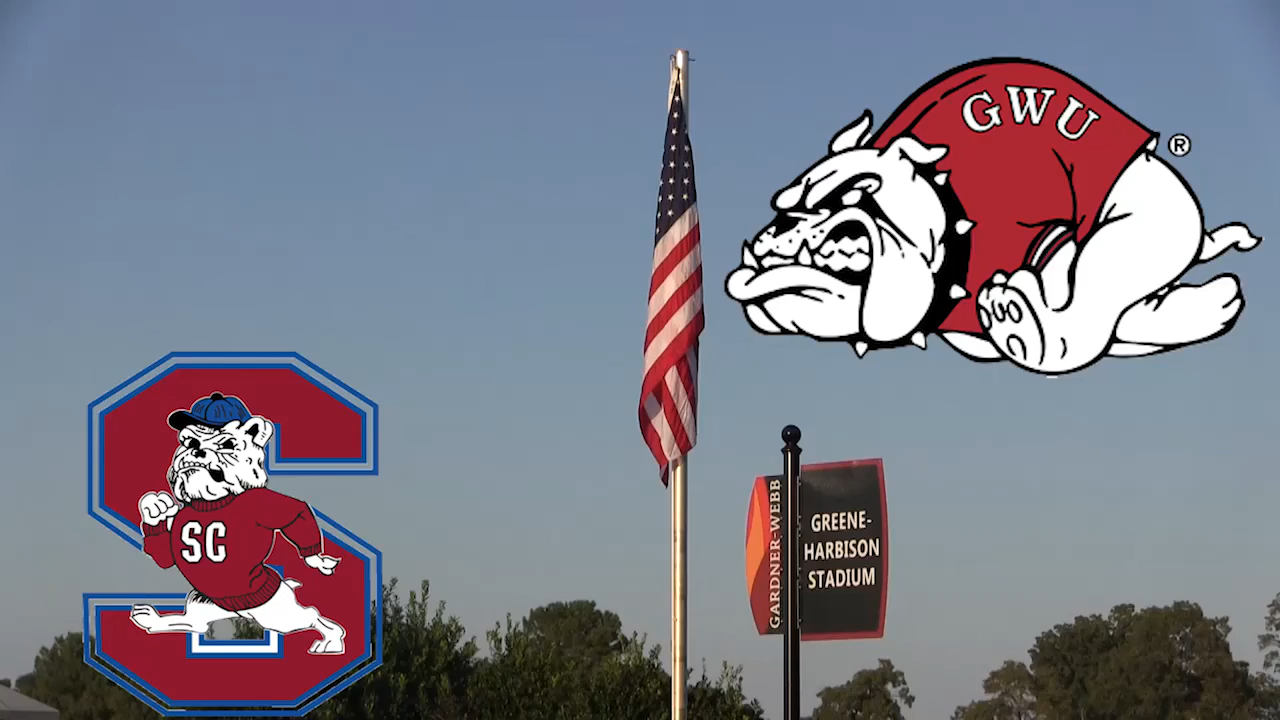 GWU
®
SC
GARDNER-WEBB
GREENE-
HARBISON
STADIUM